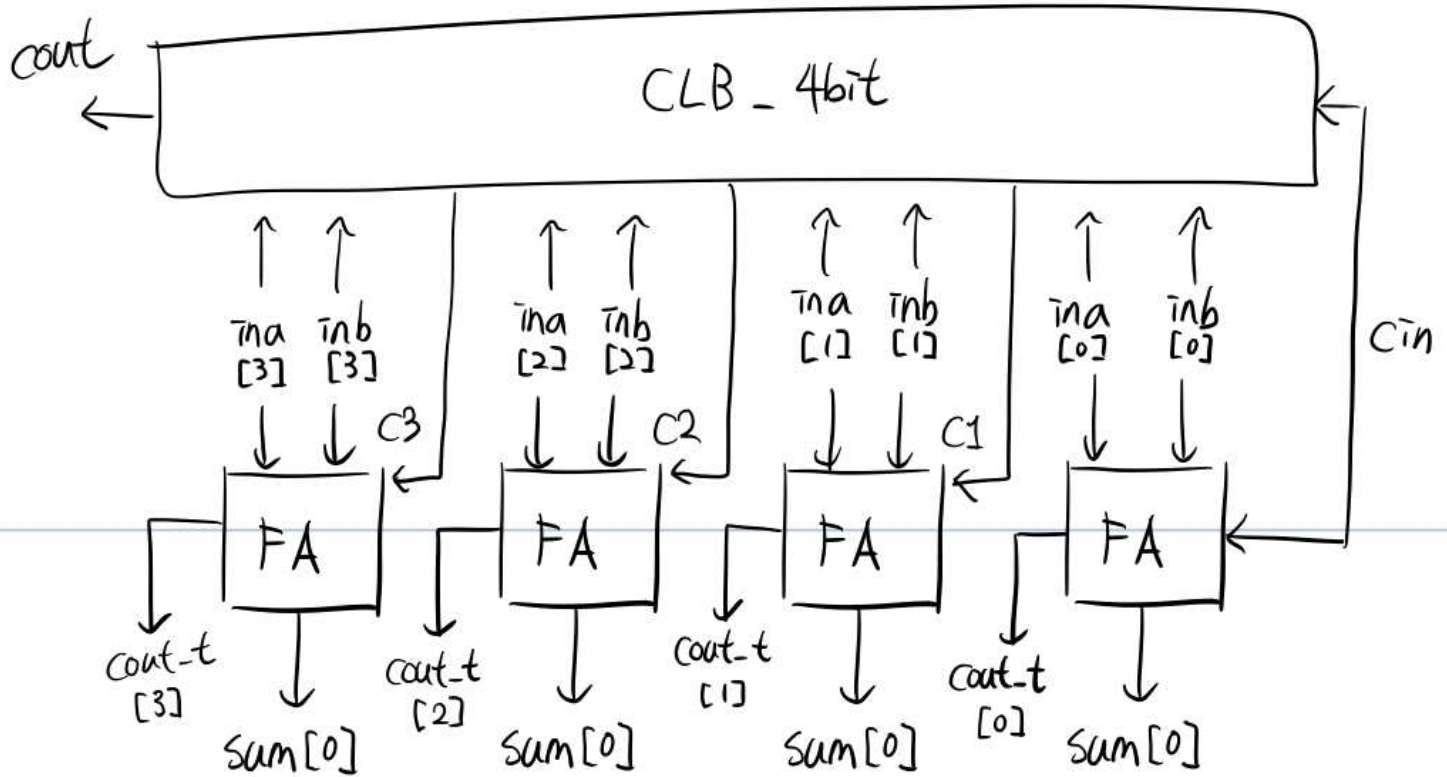 cout
CLB_4bit
ina inb ina inb ina inb ina inb
[3] [3] [2] [2] [1] [1] [0] [0]
Cin
C3 C2 C1
FA FA FA FA
cout_t cout_t cout_t cout_t
[3] [2] [1] [0]
sum[0] sum[0] sum[0] sum[0]